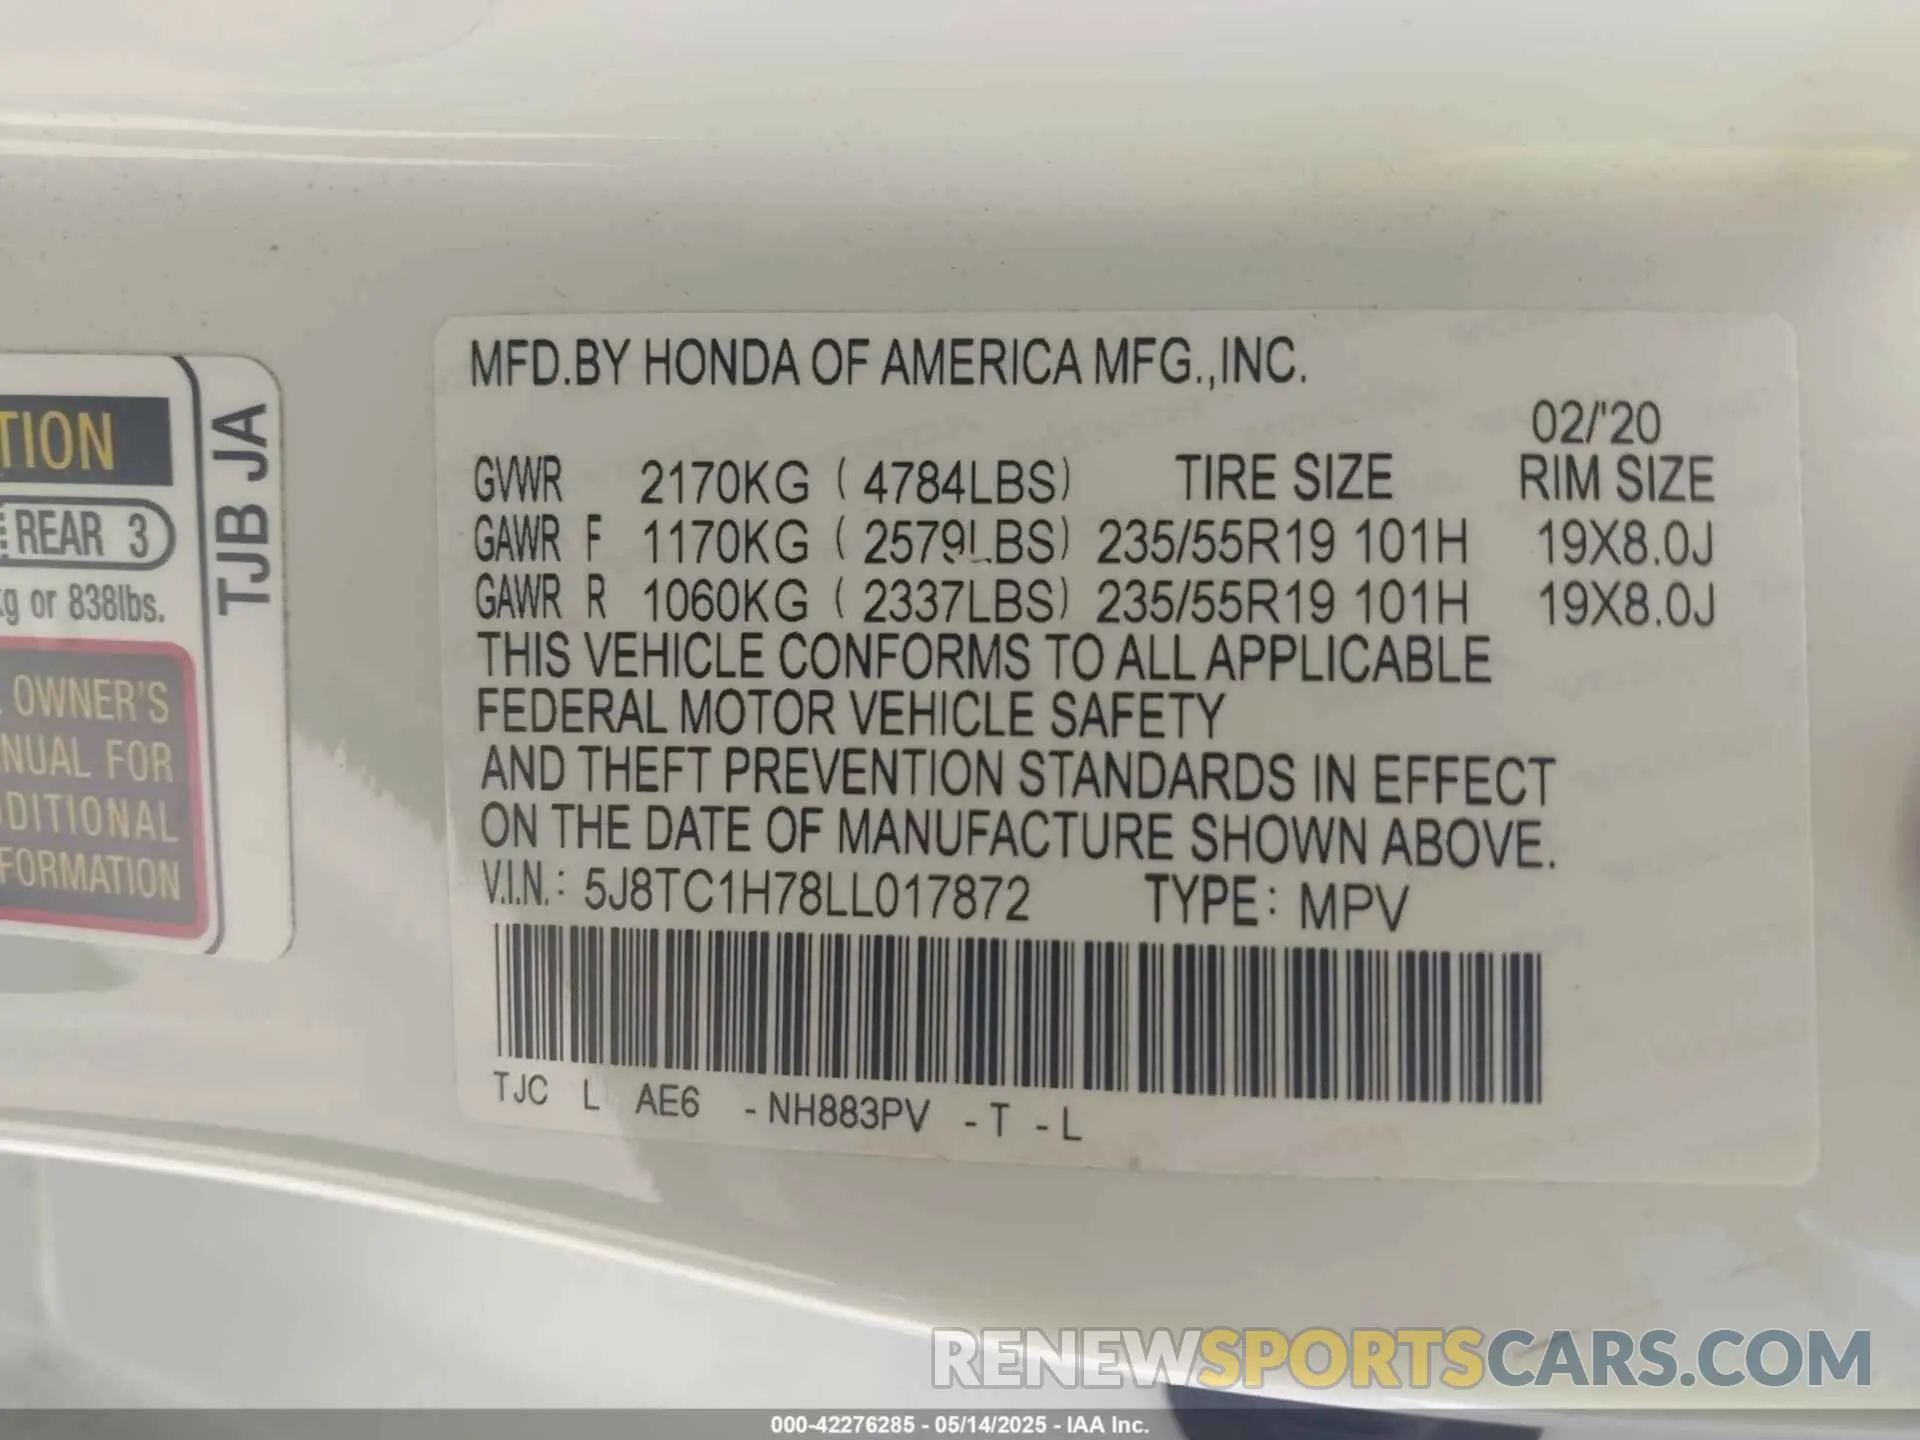 TION
REAR 3
kg or 838lbs.
OWNER'S
NUAL FOR
DITIONAL
FORMATION
TJB JA
MFD.BY HONDA OF AMERICA MFG.,INC.
02/'20
GVWR 2170KG ( 4784LBS) TIRE SIZE RIM SIZE
GAWR F 1170KG ( 2579LBS) 235/55R19 101H 19X8.0J
GAWR R 1060KG ( 2337LBS) 235/55R19 101H 19X8.0J
THIS VEHICLE CONFORMS TO ALL APPLICABLE
FEDERAL MOTOR VEHICLE SAFETY
AND THEFT PREVENTION STANDARDS IN EFFECT
ON THE DATE OF MANUFACTURE SHOWN ABOVE.
V.I.N.: 5J8TC1H78LL017872 TYPE: MPV
TJC L AE6 -NH883PV -T -L
RENEWSPORTSCARS.COM
000-42276285 - 05/14/2025 - IAA Inc.